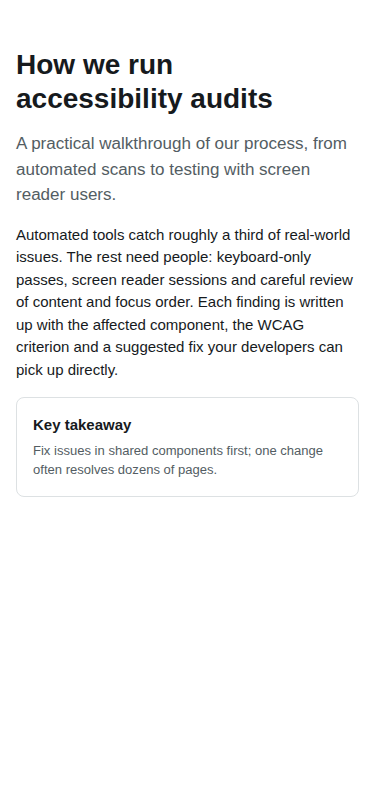 How we run
accessibility audits
A practical walkthrough of our process, from
automated scans to testing with screen
reader users.
Automated tools catch roughly a third of real-world
issues. The rest need people: keyboard-only
passes, screen reader sessions and careful review
of content and focus order. Each finding is written
up with the affected component, the WCAG
criterion and a suggested fix your developers can
pick up directly.
Key takeaway
Fix issues in shared components first; one change
often resolves dozens of pages.